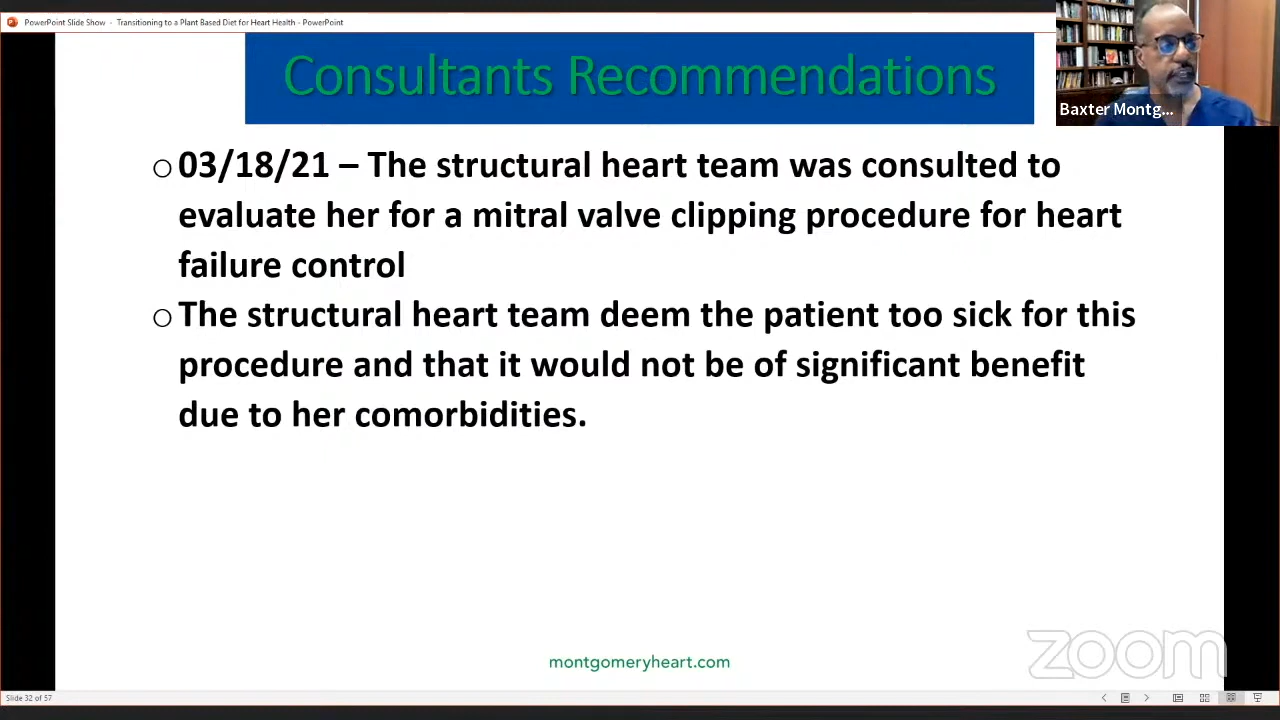 PowerPoint Slide Show - Transitioning to a Plant Based Diet for Heart Health - PowerPoint
Consultants Recommendations
Baxter Montg...
○ 03/18/21 – The structural heart team was consulted to
evaluate her for a mitral valve clipping procedure for heart
failure control
○ The structural heart team deem the patient too sick for this
procedure and that it would not be of significant benefit
due to her comorbidities.
zoom
montgomeryheart.com
Slide 32 of 57